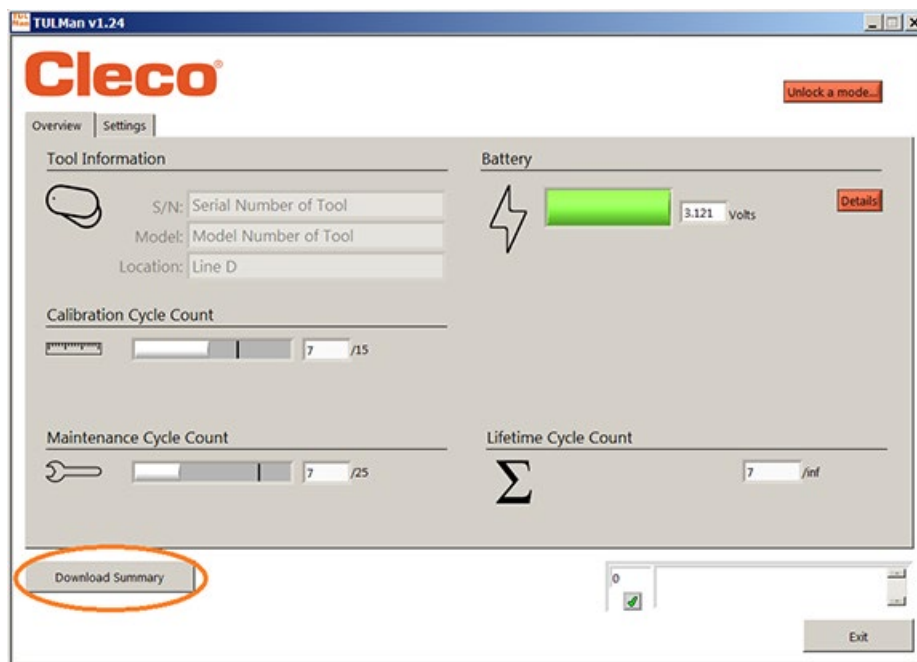 TULMan v1.24
Cleco®
Unlock a mode...
Overview
Settings
Tool Information
S/N: Serial Number of Tool
Model: Model Number of Tool
Location: Line D
Battery
3.121 Volts
Details
Calibration Cycle Count
7 /15
Maintenance Cycle Count
7 /25
Lifetime Cycle Count
Σ
7 /inf
Download Summary
0
Exit